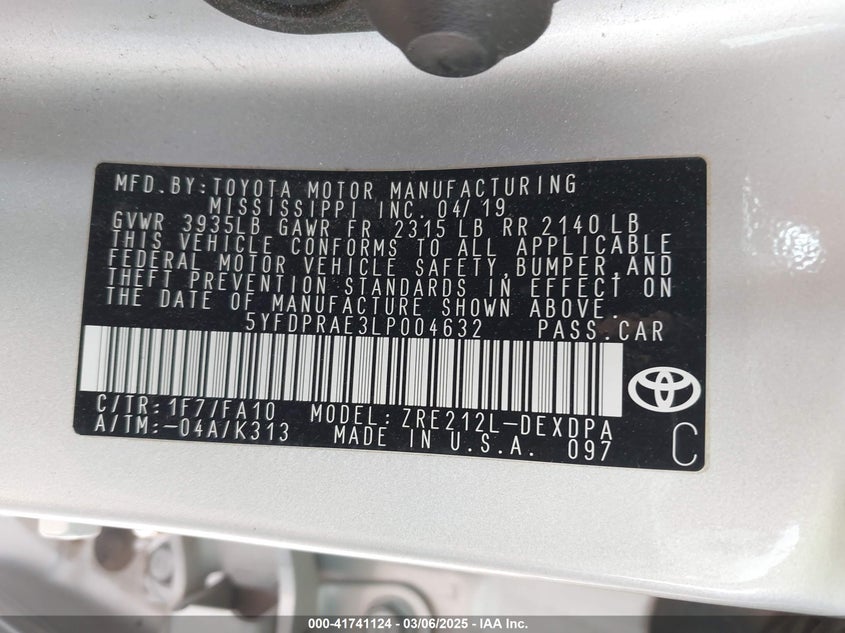 MFD.BY:TOYOTA MOTOR MANUFACTURING
MISSISSIPPI INC. 04/19
GVWR 3935LB GAWR FR 2315 LB RR 2140 LB
THIS VEHICLE CONFORMS TO ALL APPLICABLE
FEDERAL MOTOR VEHICLE SAFETY,BUMPER,AND
THEFT PREVENTION STANDARDS IN EFFECT ON
THE DATE OF MANUFACTURE SHOWN ABOVE.
5YFDPRAE3LP004632 PASS.CAR
C/TR:1F7/FA10 MODEL:ZRE212L-DEXDPA
A/TM:-04A/K313 MADE IN U.S.A. 097
C
000-41741124 - 03/06/2025 - IAA Inc.